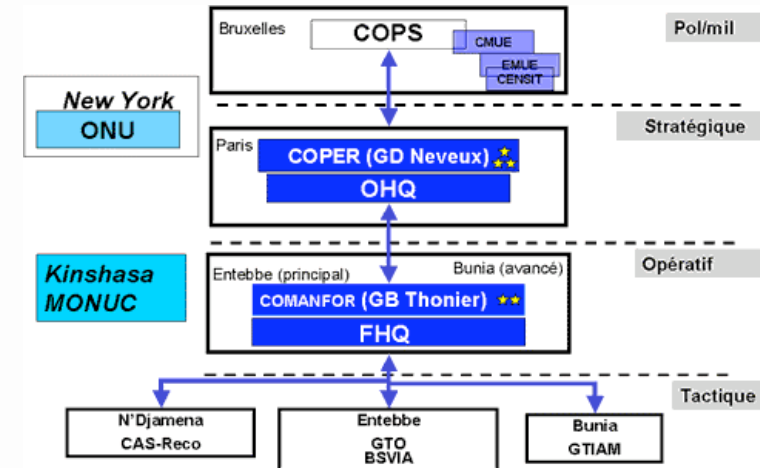 Bruxelles
COPS
CMUE
EMUE
CENSIT
Pol/mil
New York
ONU
Stratégique
Paris
COPER (GD Neveux)
OHQ
Opératif
Kinshasa
MONUC
Entebbe (principal)
Bunia (avancé)
COMANFOR (GB Thonier)
FHQ
Tactique
N'Djamena
CAS-Reco
Entebbe
GTO
BSVIA
Bunia
GTIAM